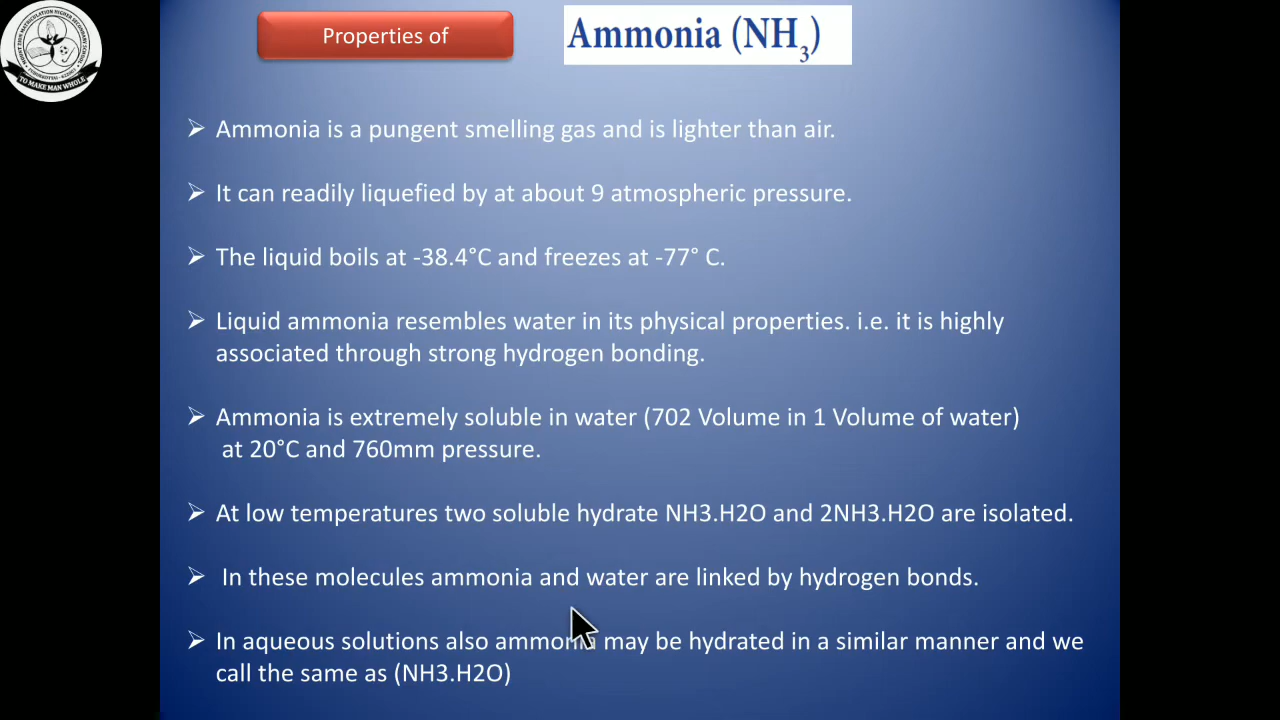 Properties of
Ammonia (NH3)
➢ Ammonia is a pungent smelling gas and is lighter than air.
➢ It can readily liquefied by at about 9 atmospheric pressure.
➢ The liquid boils at -38.4°C and freezes at -77° C.
➢ Liquid ammonia resembles water in its physical properties. i.e. it is highly
associated through strong hydrogen bonding.
➢ Ammonia is extremely soluble in water (702 Volume in 1 Volume of water)
at 20°C and 760mm pressure.
➢ At low temperatures two soluble hydrate NH3.H2O and 2NH3.H2O are isolated.
➢ In these molecules ammonia and water are linked by hydrogen bonds.
➢ In aqueous solutions also ammonia may be hydrated in a similar manner and we
call the same as (NH3.H2O)
TO MAKE MAN WHOLE